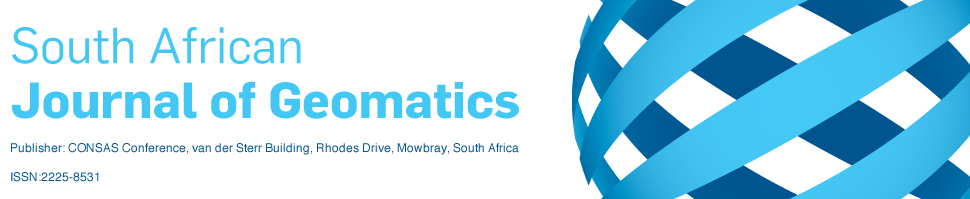 South African
Journal of Geomatics
Publisher: CONSAS Conference, van der Sterr Building, Rhodes Drive, Mowbray, South Africa
ISSN:2225-8531